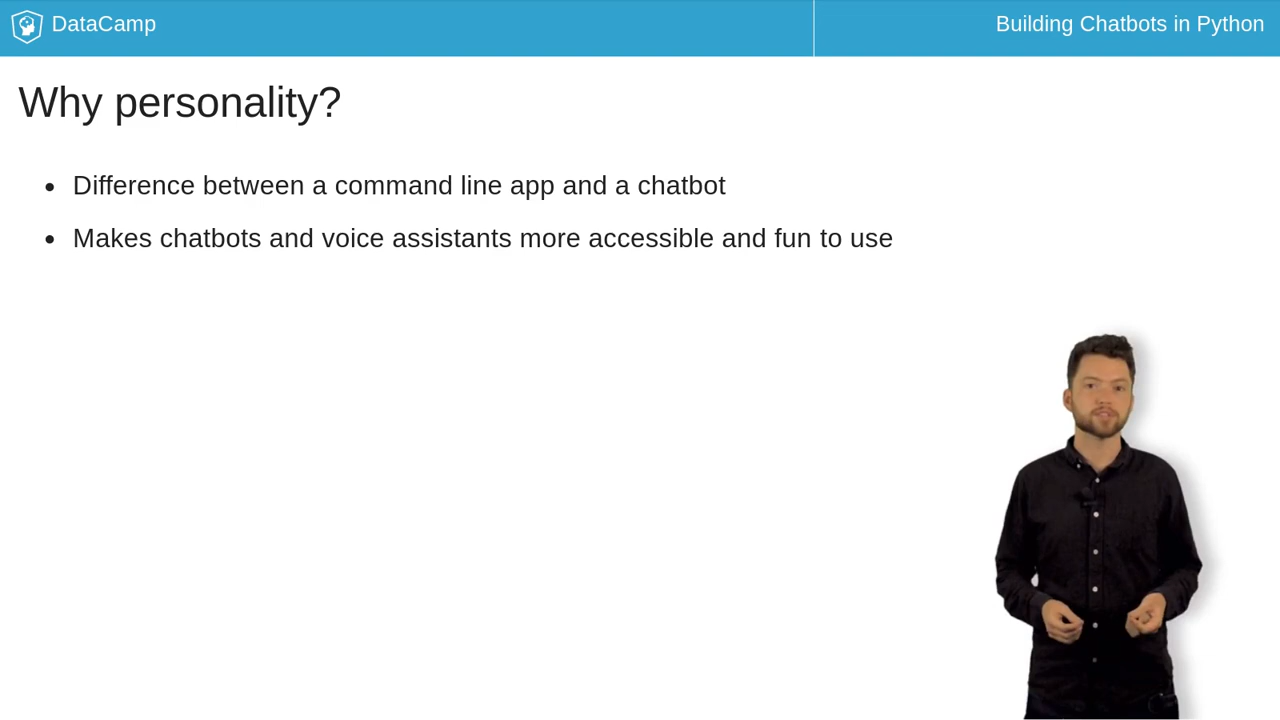 DataCamp
Building Chatbots in Python
Why personality?
Difference between a command line app and a chatbot
Makes chatbots and voice assistants more accessible and fun to use